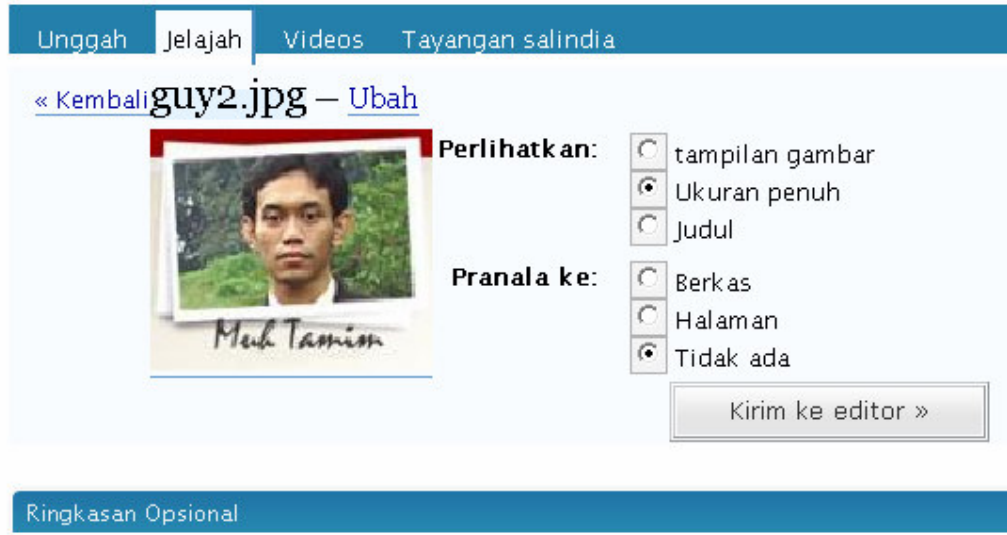 Unggah Jelajah Videos Tayangan salindia
« Kembali guy2.jpg — Ubah
Perlihatkan:
tampilan gambar
Ukuran penuh
Judul
Pranala ke:
Berkas
Halaman
Tidak ada
Muh Tamim
Kirim ke editor »
Ringkasan Opsional